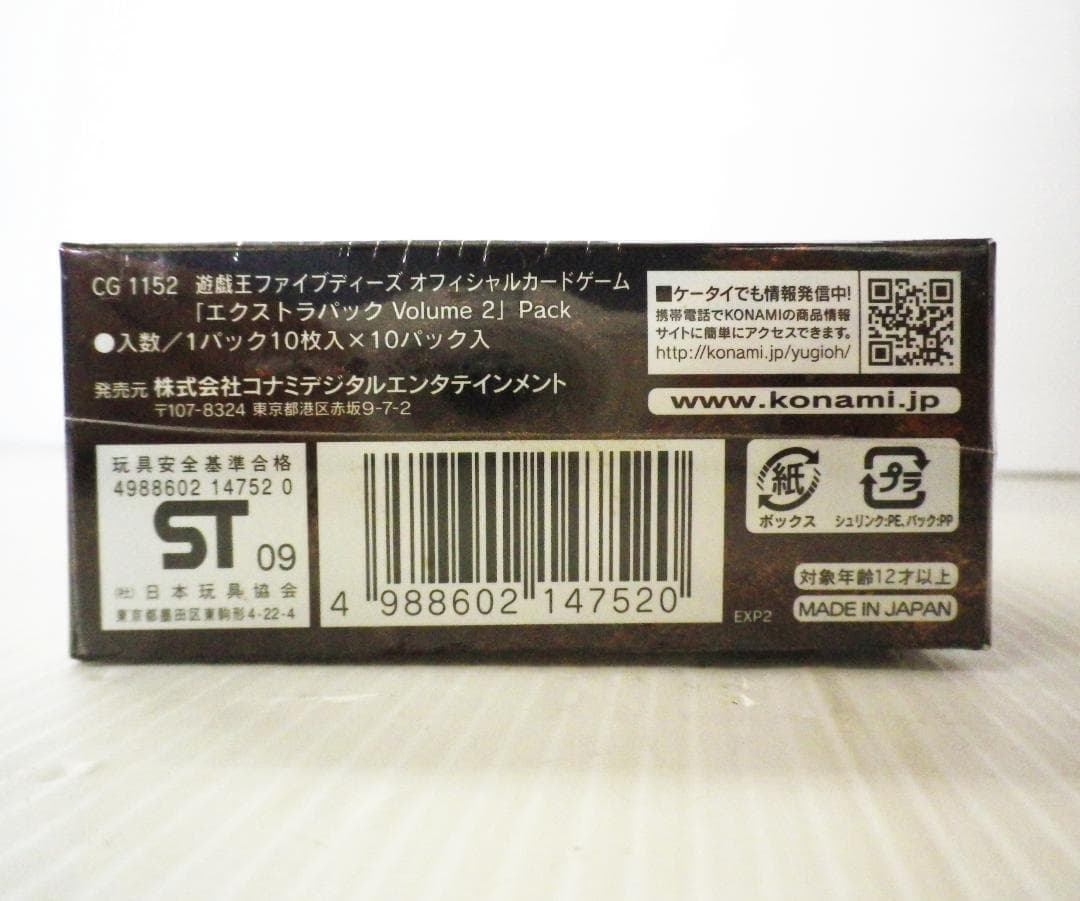 CG 1152 遊戯王ファイブディーズ オフィシャルカードゲーム
「エクストラパック Volume 2」Pack
●入数/1パック10枚入×10パック入
発売元 株式会社コナミデジタルエンタテインメント
〒107-8324 東京都港区赤坂9-7-2
■ケータイでも情報発信中!
携帯電話でKONAMIの商品情報
サイトに簡単にアクセスできます。
http://konami.jp/yugioh/
www.konami.jp
玩具安全基準合格
4988602 14752 0
ST 09
(社)日本玩具協会
東京都墨田区東駒形4-22-4
4 988602 147520
紙
ボックス
プラ
シュリンク:PE、パック:PP
EXP2
対象年齢12才以上
MADE IN JAPAN